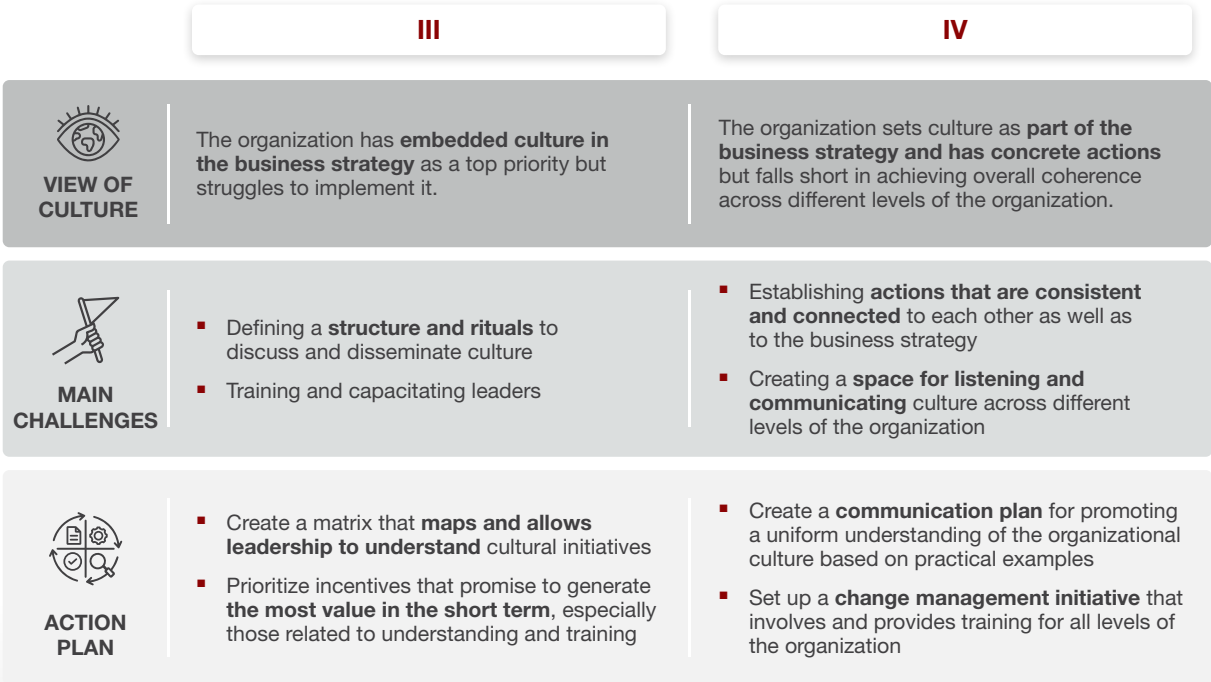 III
IV
VIEW OF
CULTURE
The organization has embedded culture in
the business strategy as a top priority but
struggles to implement it.
The organization sets culture as part of the
business strategy and has concrete actions
but falls short in achieving overall coherence
across different levels of the organization.
MAIN
CHALLENGES
▪ Defining a structure and rituals to
discuss and disseminate culture
▪ Training and capacitating leaders
▪ Establishing actions that are consistent
and connected to each other as well as
to the business strategy
▪ Creating a space for listening and
communicating culture across different
levels of the organization
ACTION
PLAN
▪ Create a matrix that maps and allows
leadership to understand cultural initiatives
▪ Prioritize incentives that promise to generate
the most value in the short term, especially
those related to understanding and training
▪ Create a communication plan for promoting
a uniform understanding of the organizational
culture based on practical examples
▪ Set up a change management initiative that
involves and provides training for all levels of
the organization